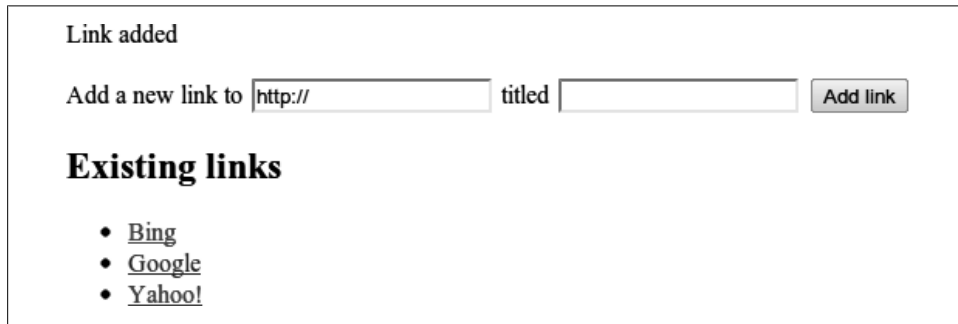 Link added
Add a new link to http:// titled Add link
Existing links
• Bing
• Google
• Yahoo!